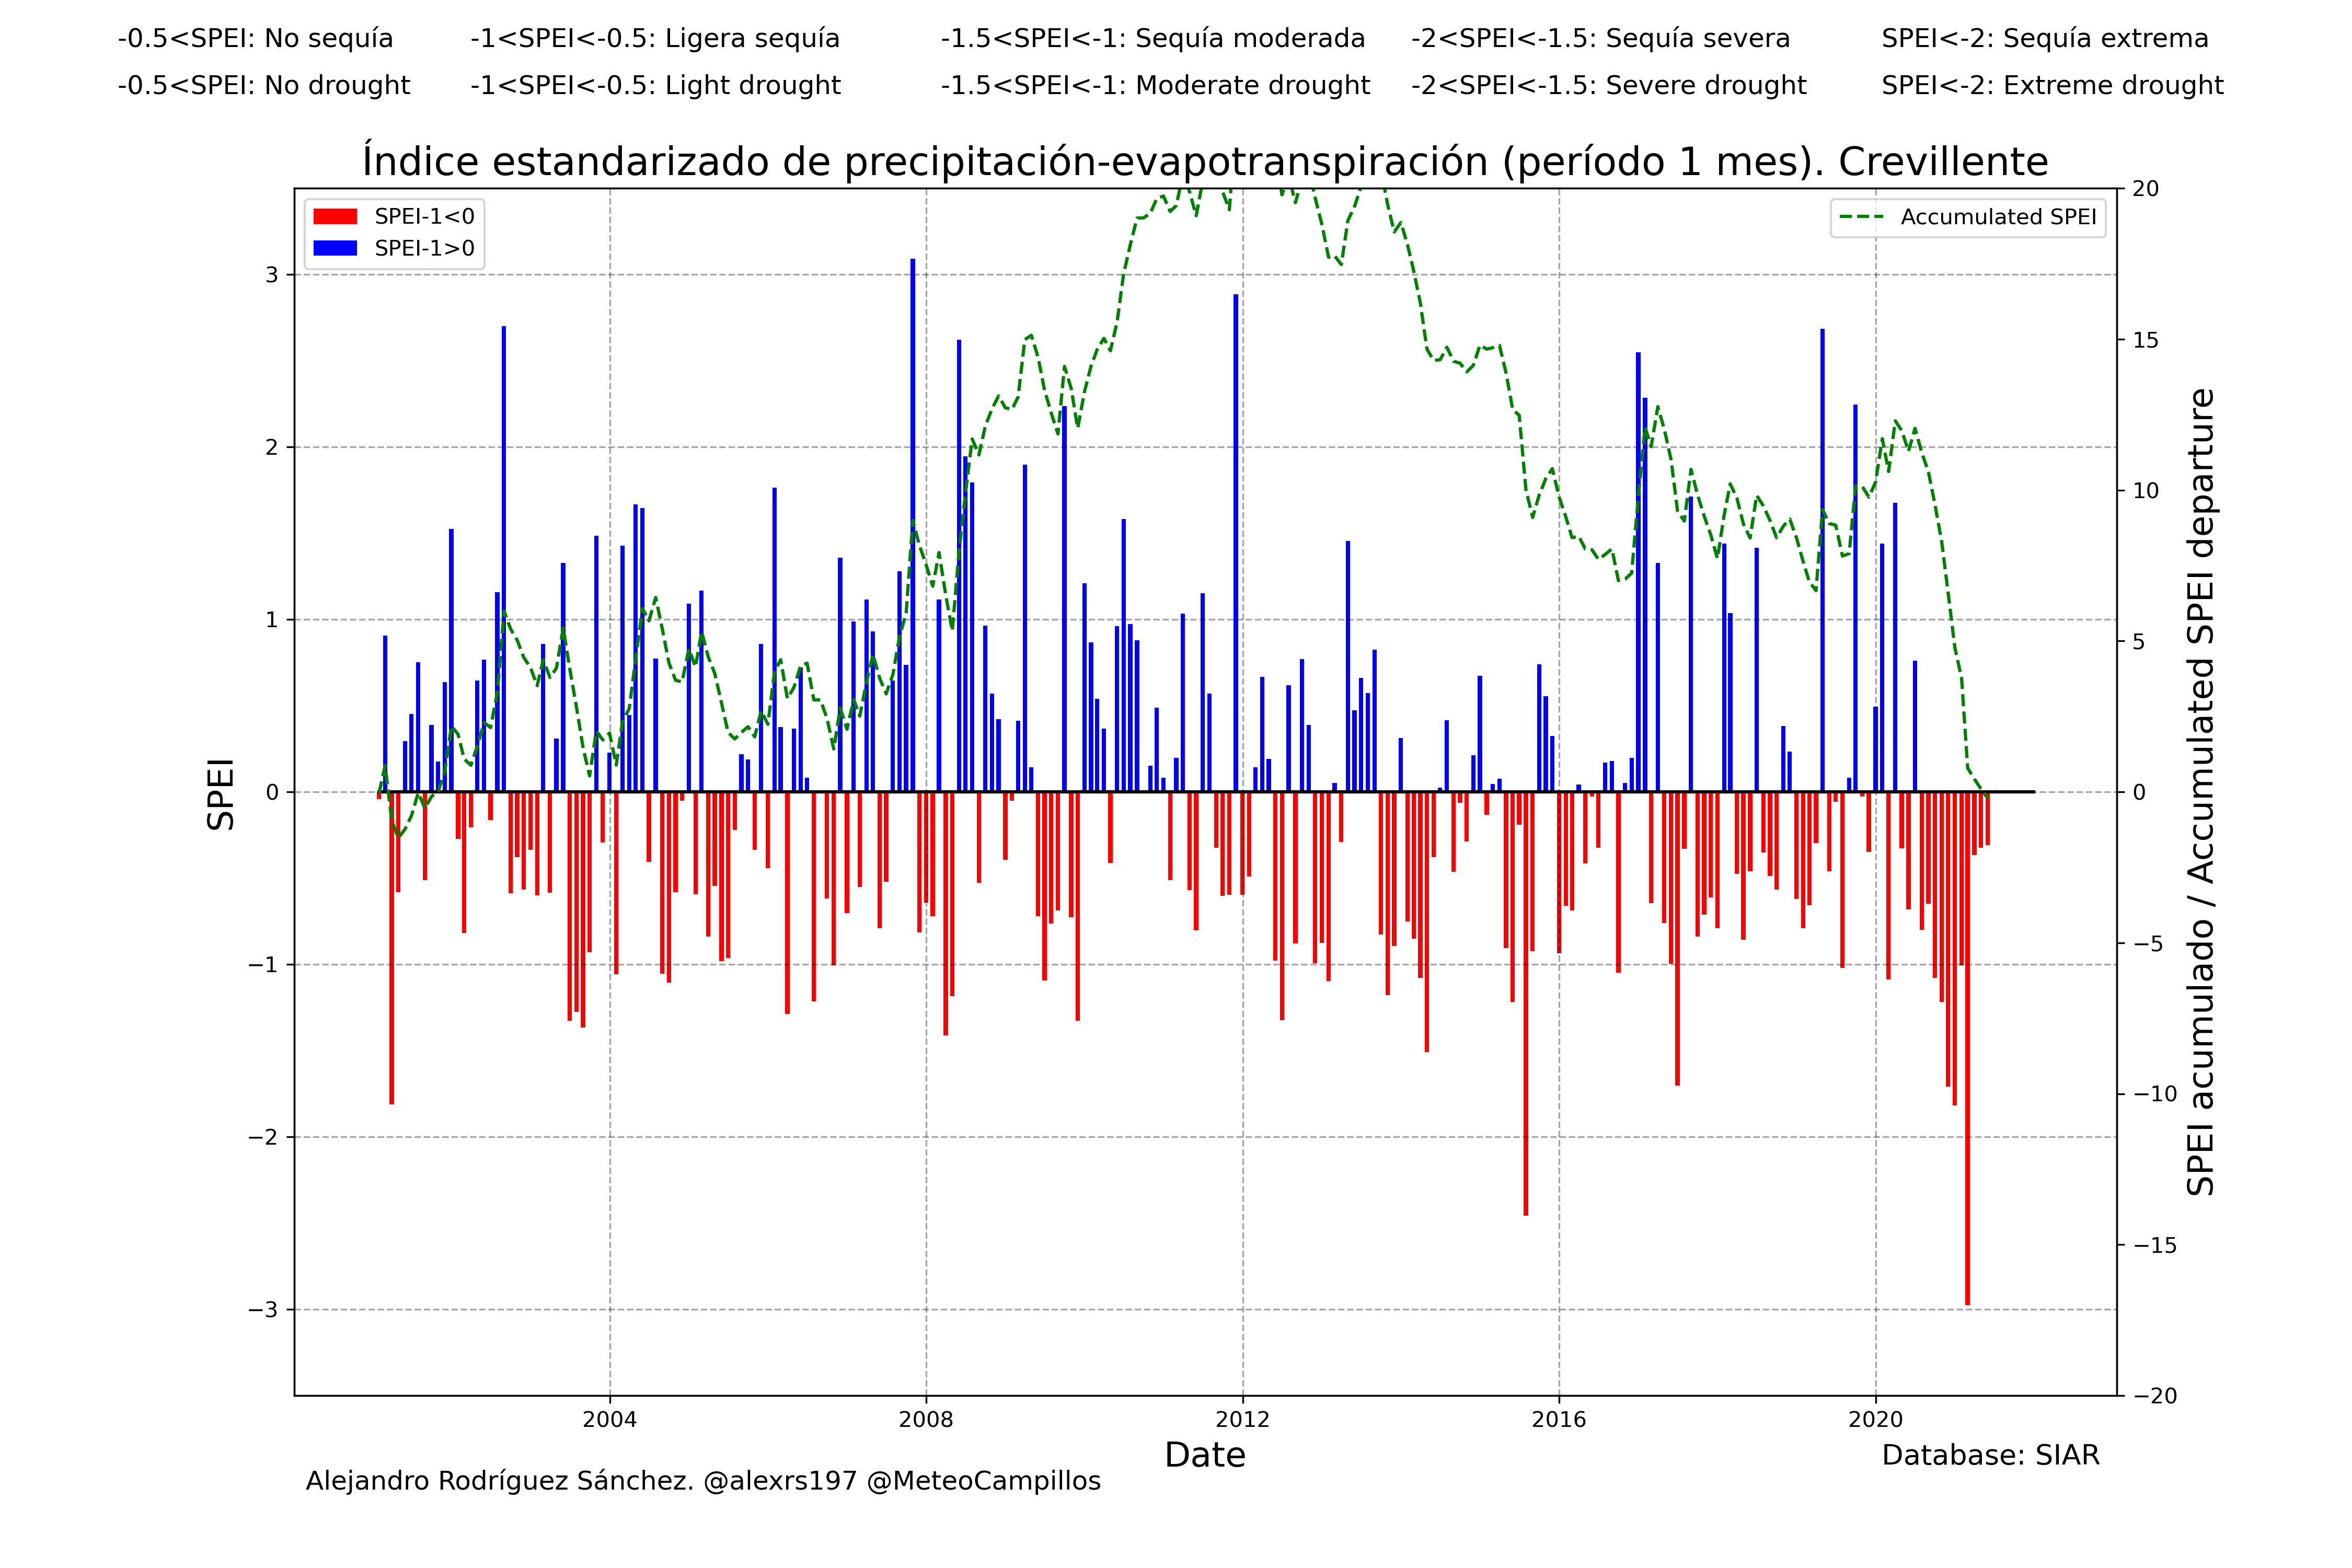 -0.5<SPEI: No sequía
-1<SPEI<-0.5: Ligera sequía
-1.5<SPEI<-1: Sequía moderada
-2<SPEI<-1.5: Sequía severa
SPEI<-2: Sequía extrema
-0.5<SPEI: No drought
-1<SPEI<-0.5: Light drought
-1.5<SPEI<-1: Moderate drought
-2<SPEI<-1.5: Severe drought
SPEI<-2: Extreme drought
Índice estandarizado de precipitación-evapotranspiración (período 1 mes). Crevillente
SPEI-1<0
SPEI-1>0
Accumulated SPEI
SPEI
3
2
1
0
−1
−2
−3
20
15
10
5
0
−5
−10
−15
−20
SPEI acumulado / Accumulated SPEI departure
2004
2008
2012
2016
2020
Date
Database: SIAR
Alejandro Rodríguez Sánchez. @alexrs197 @MeteoCampillos